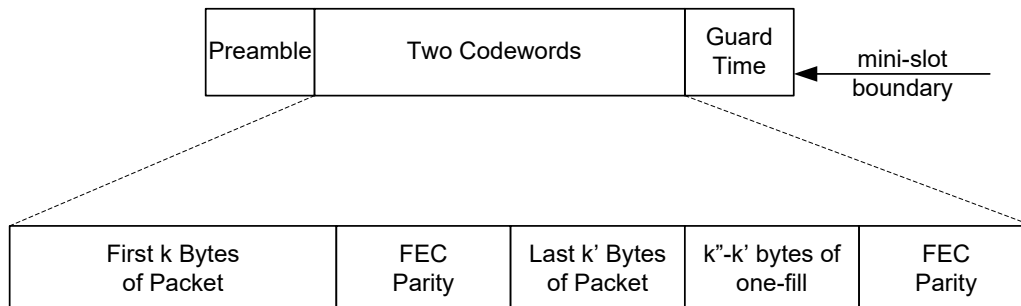 Preamble
Two Codewords
Guard
Time
mini-slot
boundary
First k Bytes
of Packet
FEC
Parity
Last k’ Bytes
of Packet
k”-k’ bytes of
one-fill
FEC
Parity